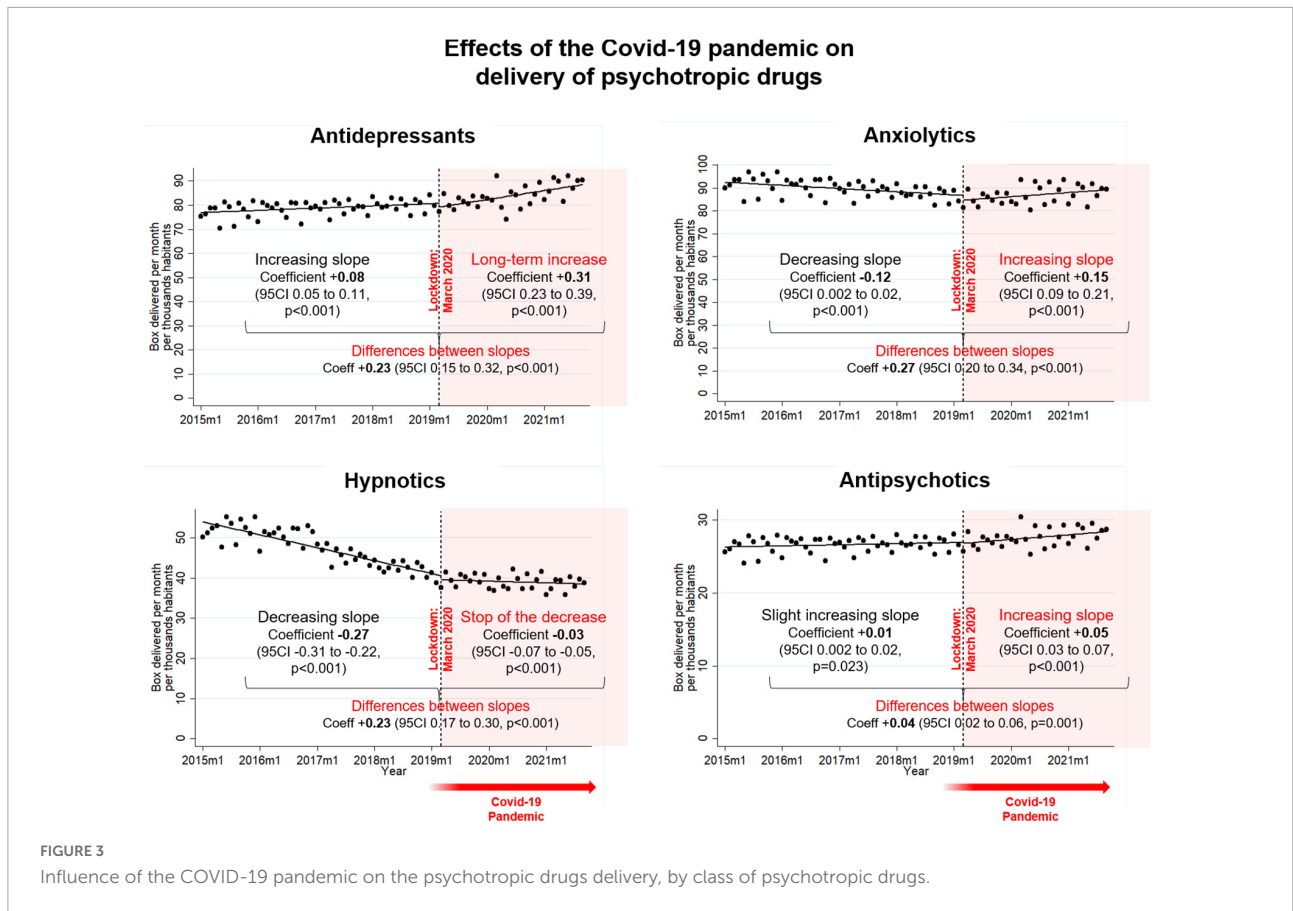 Effects of the Covid-19 pandemic on
delivery of psychotropic drugs
Antidepressants
Box delivered per month
per thousands habitants
90
80
70
60
50
40
30
20
10
0
Increasing slope
Coefficient +0.08
(95CI 0.05 to 0.11,
p<0.001)
Lockdown:
March 2020
Long-term increase
Coefficient +0.31
(95CI 0.23 to 0.39,
p<0.001)
Differences between slopes
Coeff +0.23 (95CI 0.15 to 0.32, p<0.001)
2015m1 2016m1 2017m1 2018m1 2019m1 2020m1 2021m1
Anxiolytics
Box delivered per month
per thousands habitants
100
90
80
70
60
50
40
30
20
10
0
Decreasing slope
Coefficient -0.12
(95CI 0.002 to 0.02,
p<0.001)
Lockdown:
March 2020
Increasing slope
Coefficient +0.15
(95CI 0.09 to 0.21,
p<0.001)
Differences between slopes
Coeff +0.27 (95CI 0.20 to 0.34, p<0.001)
2015m1 2016m1 2017m1 2018m1 2019m1 2020m1 2021m1
Hypnotics
Box delivered per month
per thousands habitants
50
40
30
20
10
0
Decreasing slope
Coefficient -0.27
(95CI -0.31 to -0.22,
p<0.001)
Lockdown:
March 2020
Stop of the decrease
Coefficient -0.03
(95CI -0.07 to -0.05,
p<0.001)
Differences between slopes
Coeff +0.23 (95CI 0.17 to 0.30, p<0.001)
2015m1 2016m1 2017m1 2018m1 2019m1 2020m1 2021m1
Year
Covid-19
Pandemic
Antipsychotics
Box delivered per month
per thousands habitants
30
20
10
0
Slight increasing slope
Coefficient +0.01
(95CI 0.002 to 0.02,
p=0.023)
Lockdown:
March 2020
Increasing slope
Coefficient +0.05
(95CI 0.03 to 0.07,
p<0.001)
Differences between slopes
Coeff +0.04 (95CI 0.02 to 0.06, p=0.001)
2015m1 2016m1 2017m1 2018m1 2019m1 2020m1 2021m1
Year
Covid-19
Pandemic
FIGURE 3
Influence of the COVID-19 pandemic on the psychotropic drugs delivery, by class of psychotropic drugs.